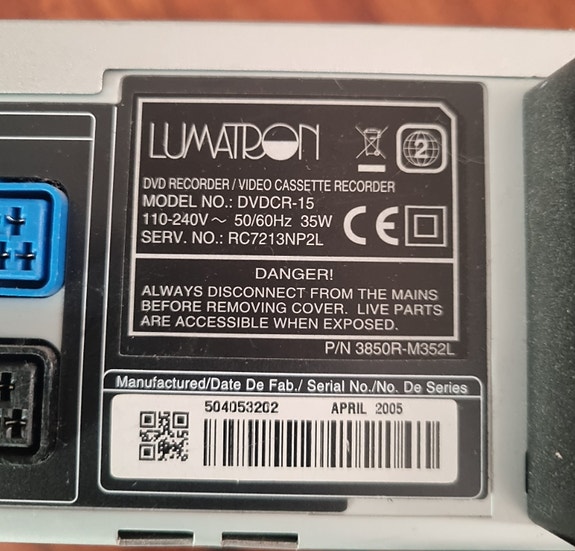 LUMATRON
2
DVD RECORDER / VIDEO CASSETTE RECORDER
MODEL NO.: DVDCR-15
110-240V ~ 50/60Hz 35W
SERV. NO.: RC7213NP2L
CE
DANGER!
ALWAYS DISCONNECT FROM THE MAINS
BEFORE REMOVING COVER. LIVE PARTS
ARE ACCESSIBLE WHEN EXPOSED.
P/N 3850R-M352L
Manufactured/Date De Fab./ Serial No./No. De Series
504053202 APRIL 2005